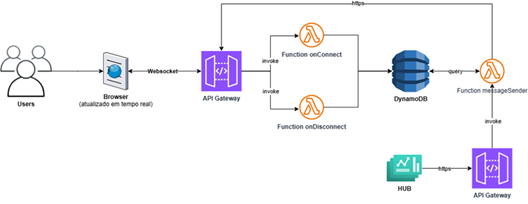 https
Function onConnect
invoke
Websocket
Users
Browser
(atualizado em tempo real)
API Gateway
invoke
Function onDisconnect
DynamoDB
query
Function messageSender
invoke
HUB
https
API Gateway